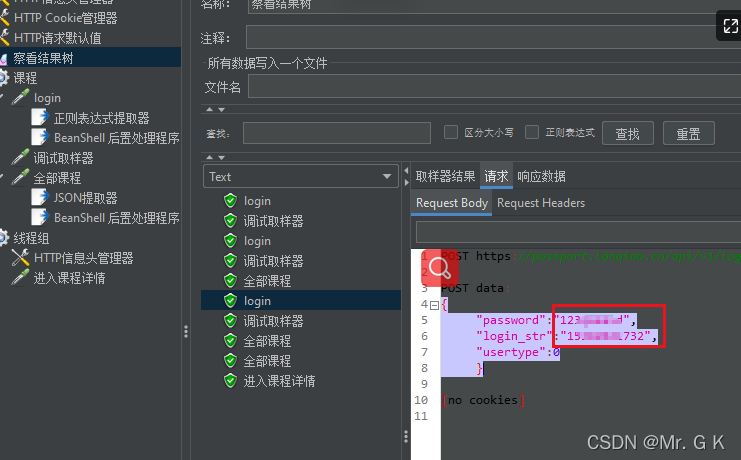 HTTP信息头管理器
名称： 察看结果树
HTTP Cookie管理器
HTTP请求默认值
注释：
察看结果树
所有数据写入一个文件
课程
文件名
login
正则表达式提取器
查找：
区分大小写
正则表达式
查找
重置
BeanShell 后置处理程序
调试取样器
全部课程
Text
取样器结果 请求 响应数据
JSON提取器
login
Request Body Request Headers
BeanShell 后置处理程序
调试取样器
线程组
login
HTTP信息头管理器
调试取样器
进入课程详情
全部课程
login
调试取样器
全部课程
全部课程
进入课程详情
1 POST https
2
3 POST data:
4 {
5 "password":"123 d",
6 "login_str":"15 1732",
7 "usertype":0
8 }
9
10 [no cookies]
11
CSDN @Mr. G K